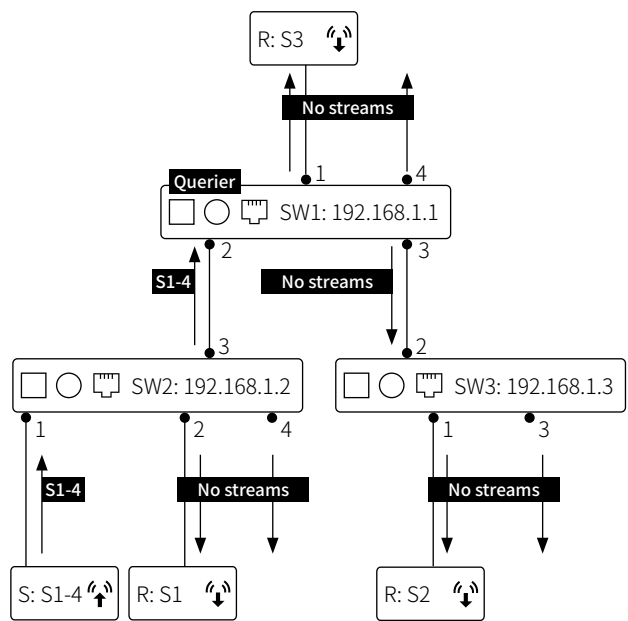 R: S3
No streams
1
4
Querier
SW1: 192.168.1.1
2
3
S1-4
No streams
3
2
SW2: 192.168.1.2
SW3: 192.168.1.3
1
2
4
1
3
S1-4
No streams
No streams
S: S1-4
R: S1
R: S2